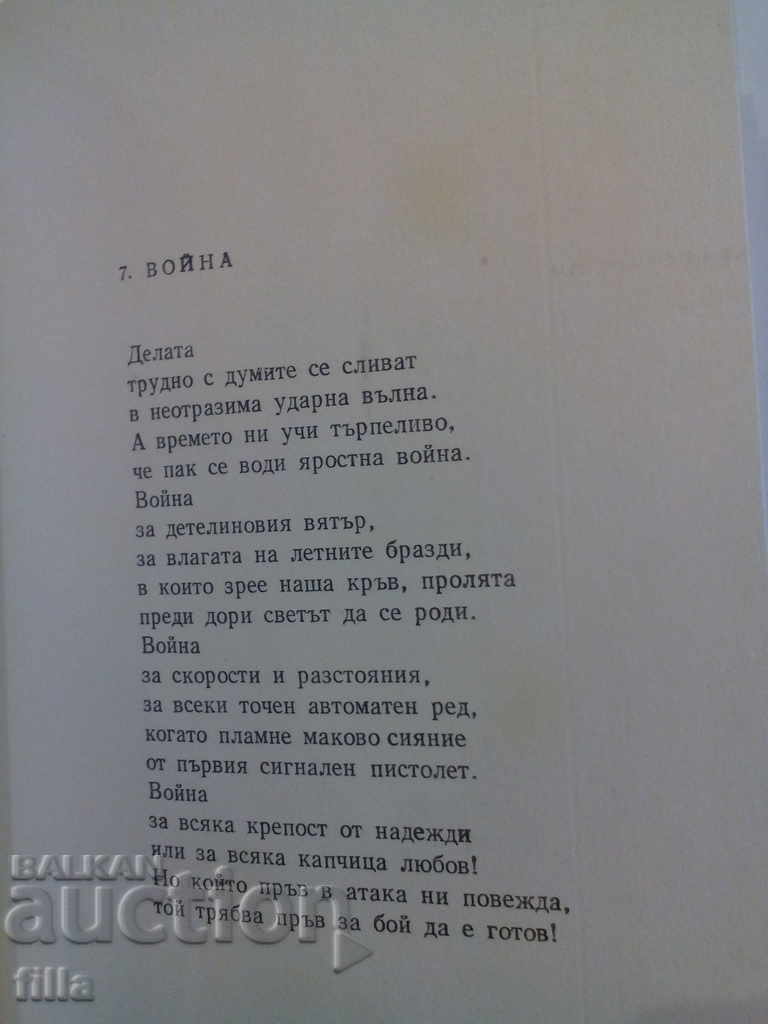 7. ВОЙНА
Делата
трудно с думите се сливат
в неотразима ударна вълна.
А времето ни учи търпеливо,
че пак се води яростна война.
Война
за детелиновия вятър,
за влагата на летните бразди,
в които зрее наша кръв, пролята
преди дори светът да се роди.
Война
за скорости и разстояния,
за всеки точен автоматен ред,
когато пламне маково сияние
от първия сигнален пистолет.
Война
за всяка крепост от надежди
или за всяка капчица любов!
Но който пръв в атака ни повежда,
той трябва пръв за бой да е готов!
BALKAN
auction
filla